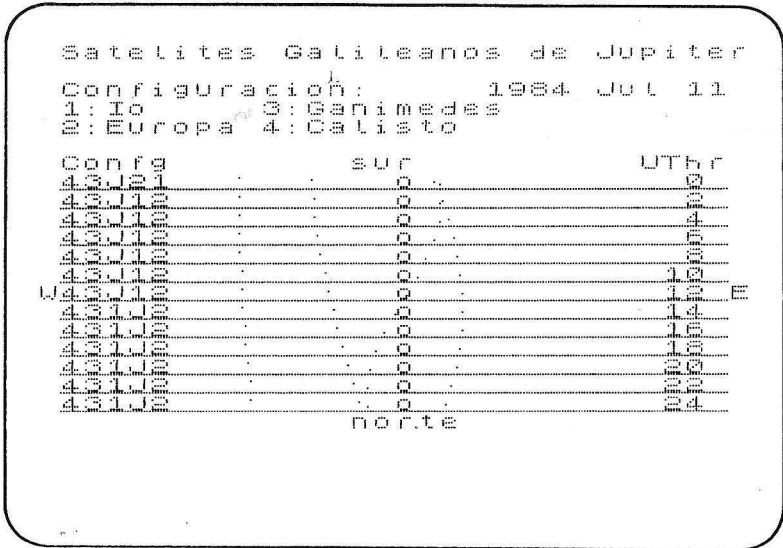 Satelites Galileanos de Jupiter
Configuracion: 1984 Jul 11
1:Io 3:Ganimedes
2:Europa 4:Calisto
Confg sur UThr
43J21 0
43J12 2
43J12 4
43J12 6
43J12 8
43J12 10
W 43J12 12 E
431J2 14
431J2 16
431J2 18
431J2 20
431J2 22
431J2 24
norte